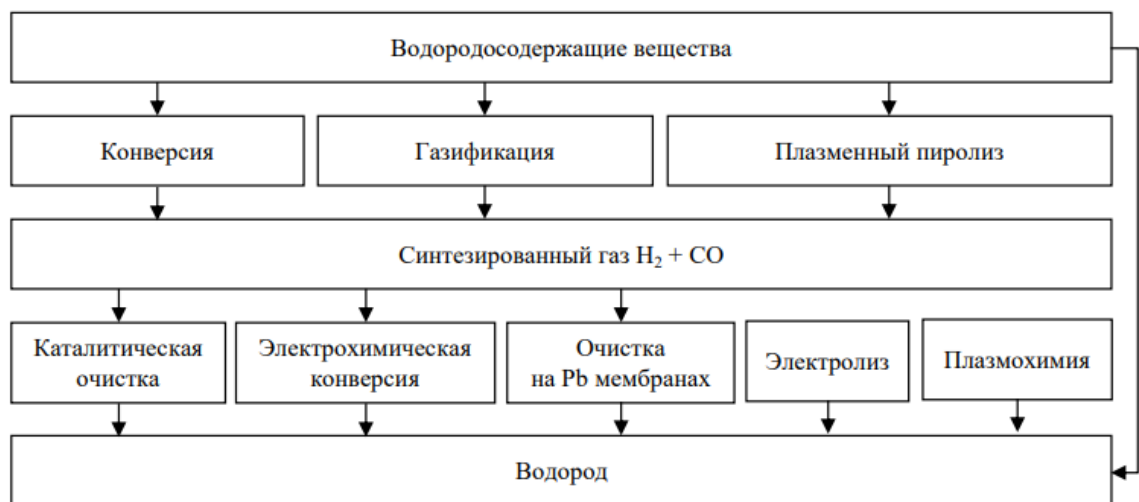 Водородосодержащие вещества
Конверсия
Газификация
Плазменный пиролиз
Синтезированный газ H₂ + CO
Каталитическая
очистка
Электрохимическая
конверсия
Очистка
на Pb мембранах
Электролиз
Плазмохимия
Водород